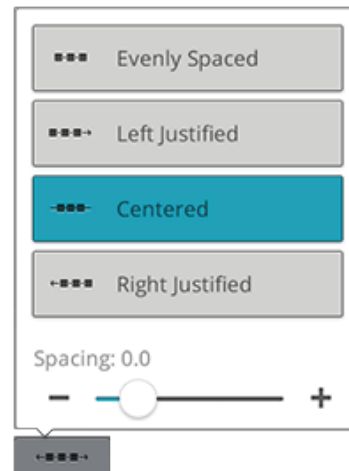 Evenly Spaced
Left Justified
Centered
Right Justified
Spacing: 0.0